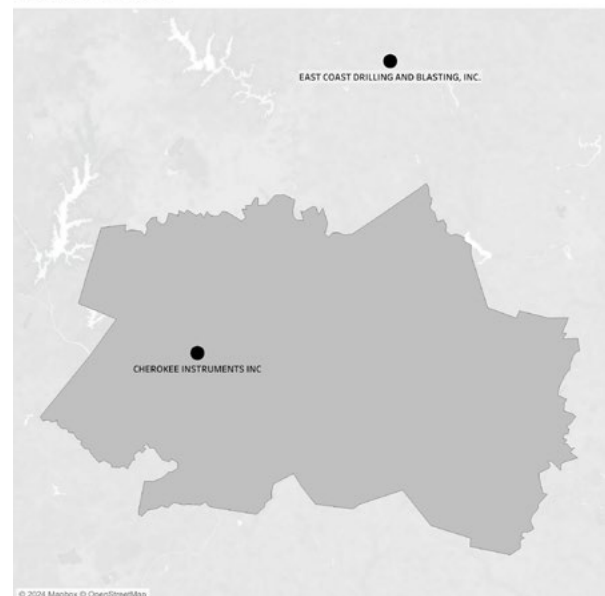 EAST COAST DRILLING AND BLASTING, INC.
CHEROKEE INSTRUMENTS INC
© 2024 Mapbox © OpenStreetMap